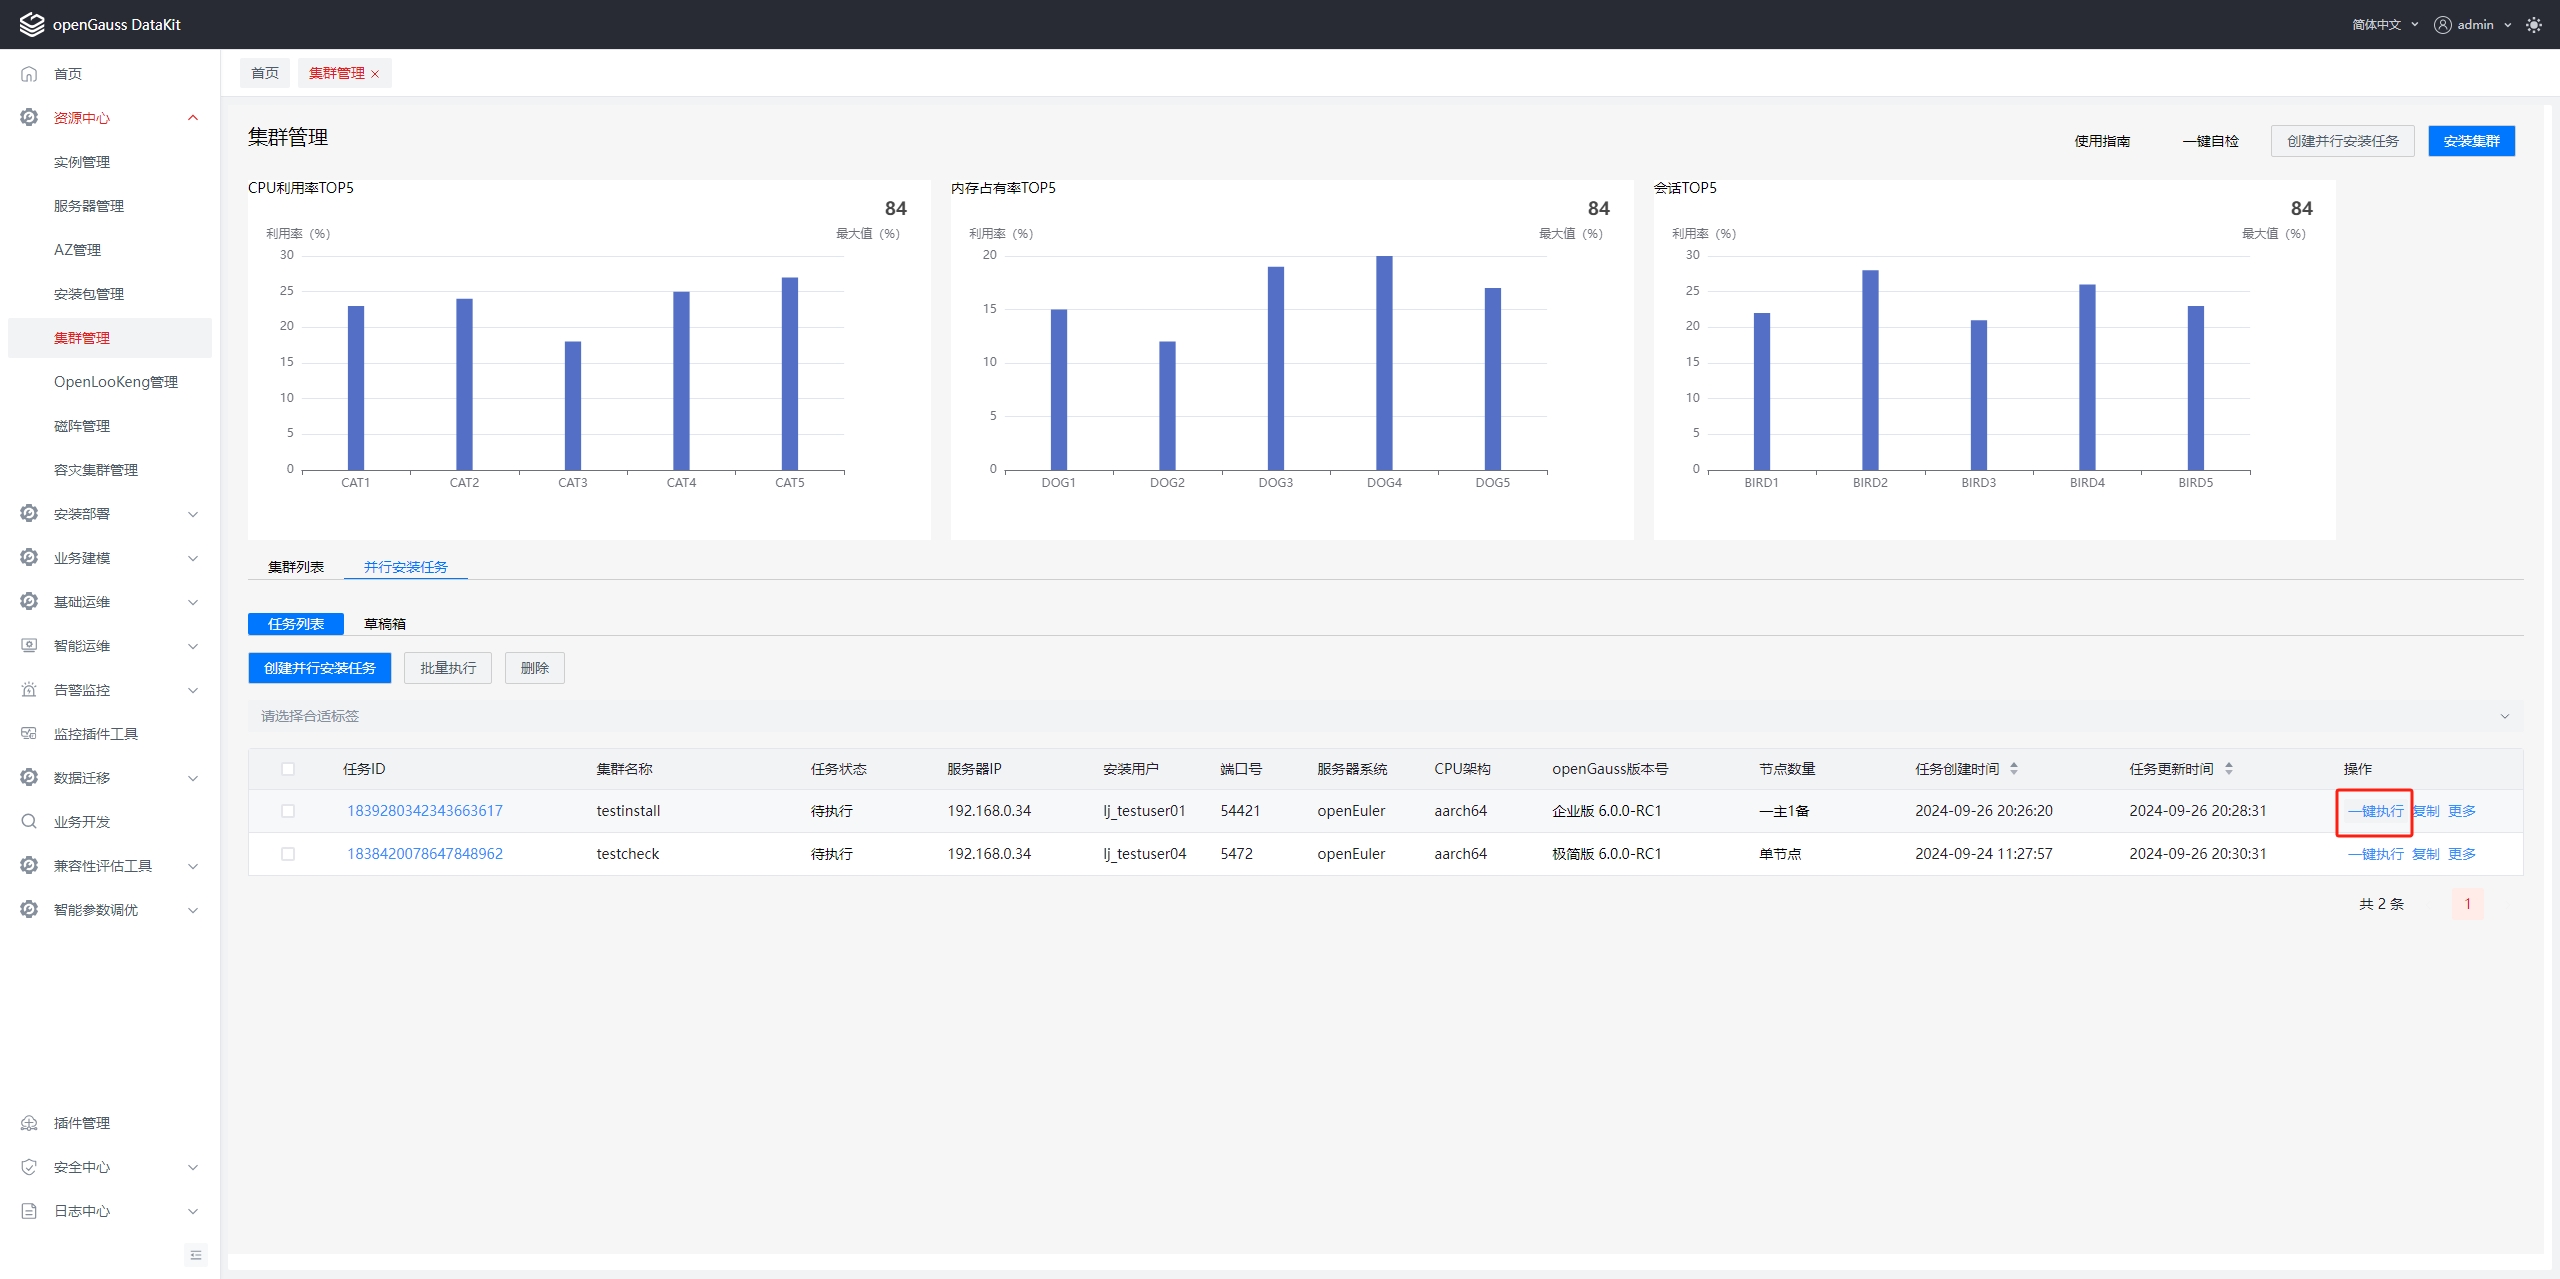 openGauss DataKit
简体中文 admin
首页
资源中心
实例管理
服务器管理
AZ管理
安装包管理
集群管理
OpenLooKeng管理
磁阵管理
容灾集群管理
安装部署
业务建模
基础运维
智能运维
告警监控
监控插件工具
数据迁移
业务开发
兼容性评估工具
智能参数调优
插件管理
安全中心
日志中心
首页 集群管理
集群管理
使用指南 一键自检 创建并行安装任务 安装集群
CPU利用率TOP5
84
利用率（%） 最大值（%）
30
25
20
15
10
5
0
CAT1 CAT2 CAT3 CAT4 CAT5
内存占有率TOP5
84
利用率（%） 最大值（%）
20
15
10
5
0
DOG1 DOG2 DOG3 DOG4 DOG5
会话TOP5
84
利用率（%） 最大值（%）
30
25
20
15
10
5
0
BIRD1 BIRD2 BIRD3 BIRD4 BIRD5
集群列表 并行安装任务
任务列表 草稿箱
创建并行安装任务 批量执行 删除
请选择合适标签
任务ID 集群名称 任务状态 服务器IP 安装用户 端口号 服务器系统 CPU架构 openGauss版本号 节点数量 任务创建时间 任务更新时间 操作
1839280342343663617 testinstall 待执行 192.168.0.34 lj_testuser01 54421 openEuler aarch64 企业版 6.0.0-RC1 一主1备 2024-09-26 20:26:20 2024-09-26 20:28:31 一键执行 复制 更多
1838420078647848962 testcheck 待执行 192.168.0.34 lj_testuser04 5472 openEuler aarch64 极简版 6.0.0-RC1 单节点 2024-09-24 11:27:57 2024-09-26 20:30:31 一键执行 复制 更多
共 2 条 1